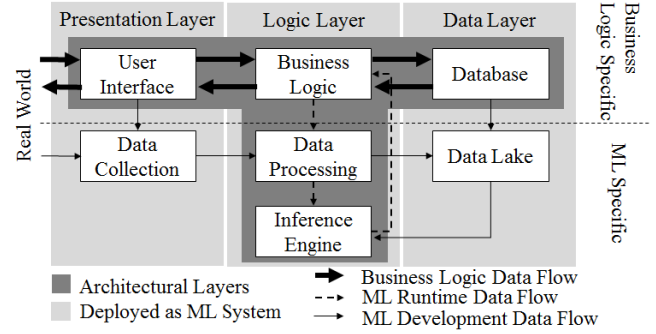 Presentation Layer
Logic Layer
Data Layer
Business
Logic Specific
User
Interface
Business
Logic
Database
Real World
Data
Collection
Data
Processing
Data Lake
ML
Specific
Inference
Engine
Architectural Layers
Deployed as ML System
Business Logic Data Flow
ML Runtime Data Flow
ML Development Data Flow